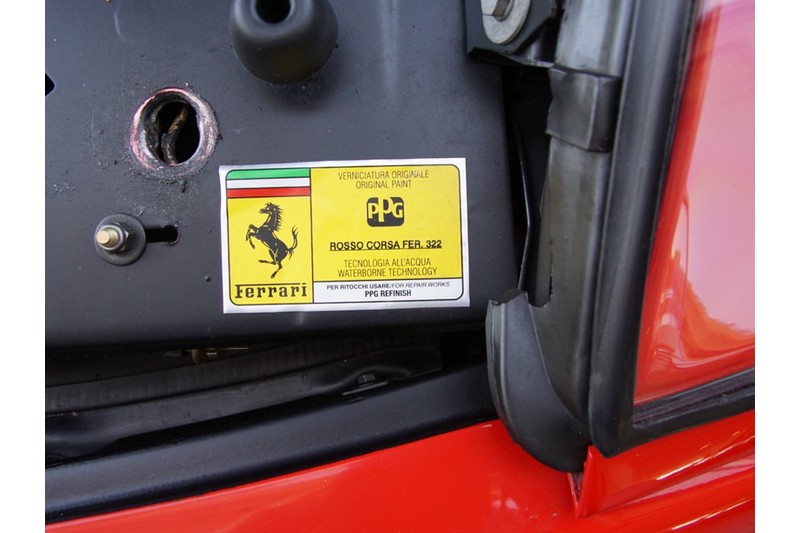 VERNICIATURA ORIGINALE
ORIGINAL PAINT
PPG
ROSSO CORSA FER. 322
TECNOLOGIA ALL'ACQUA
WATERBORNE TECHNOLOGY
Ferrari
PER RITOCCHI USARE/FOR REPAIR WORKS
PPG REFINISH